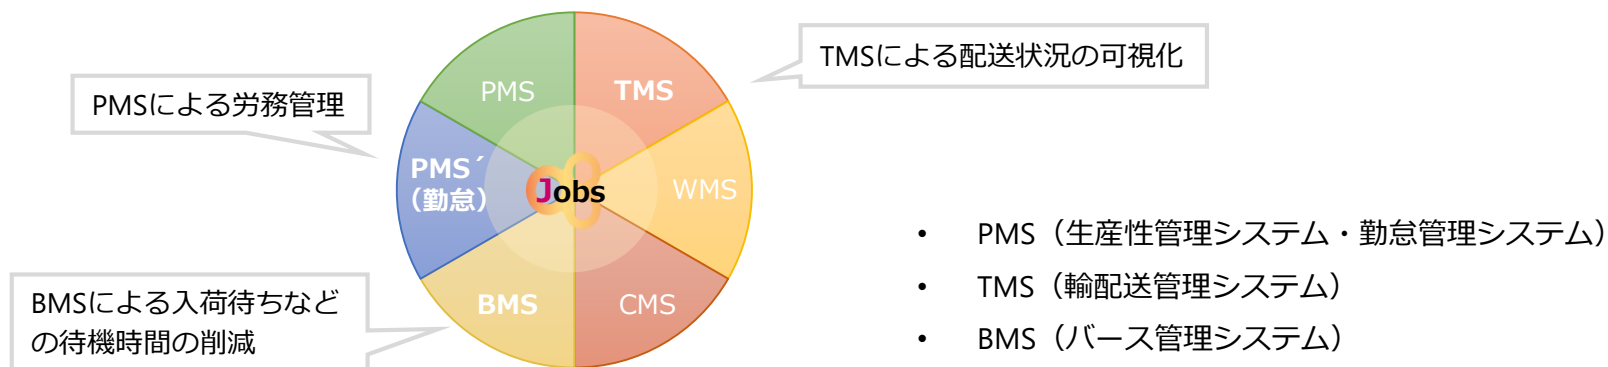 TMSによる配送状況の可視化
PMSによる労務管理
PMS
TMS
PMS´
（勤怠）
Jobs
WMS
BMS
CMS
BMSによる入荷待ちなど
の待機時間の削減
• PMS（生産性管理システム・勤怠管理システム）
• TMS（輸配送管理システム）
• BMS（バース管理システム）